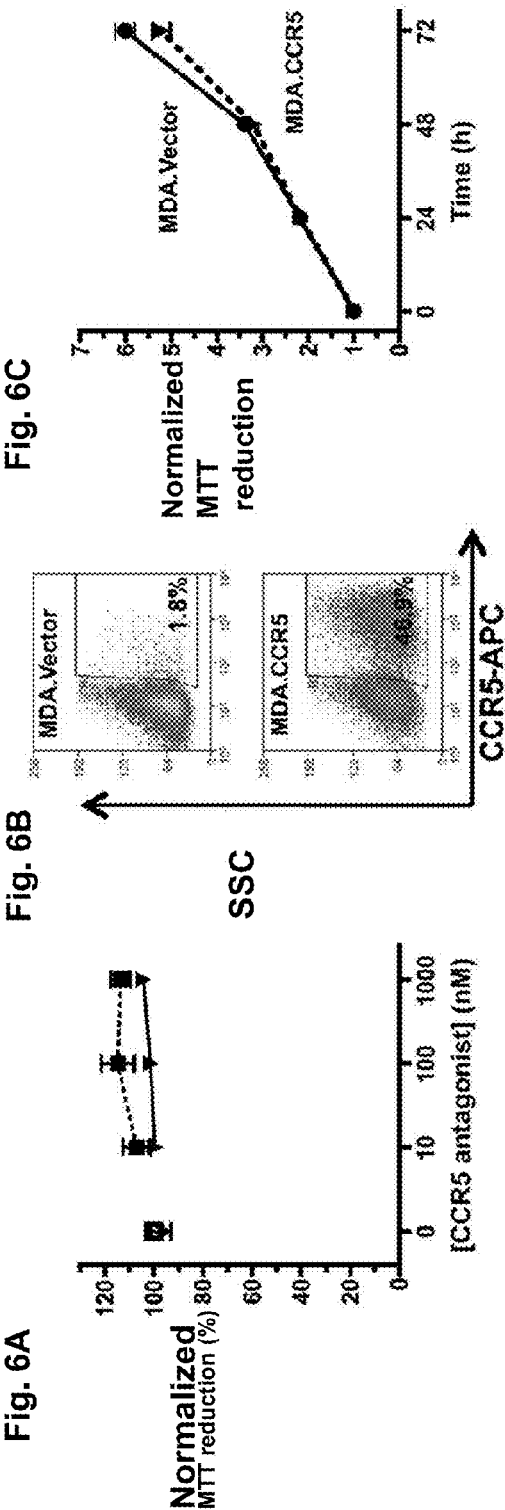 Fig. 6A
Normalized
MTT reduction (%)
120
100
80
60
40
20
0
0 10 100 1000
[CCR5 antagonist] (nM)
Fig. 6B
SSC
MDA.Vector
1.8%
MDA.CCR5
CCR5-APC
Fig. 6C
Normalized
MTT
reduction
7
6
5
4
3
2
1
0
MDA.Vector
MDA.CCR5
0 24 48 72
Time (h)